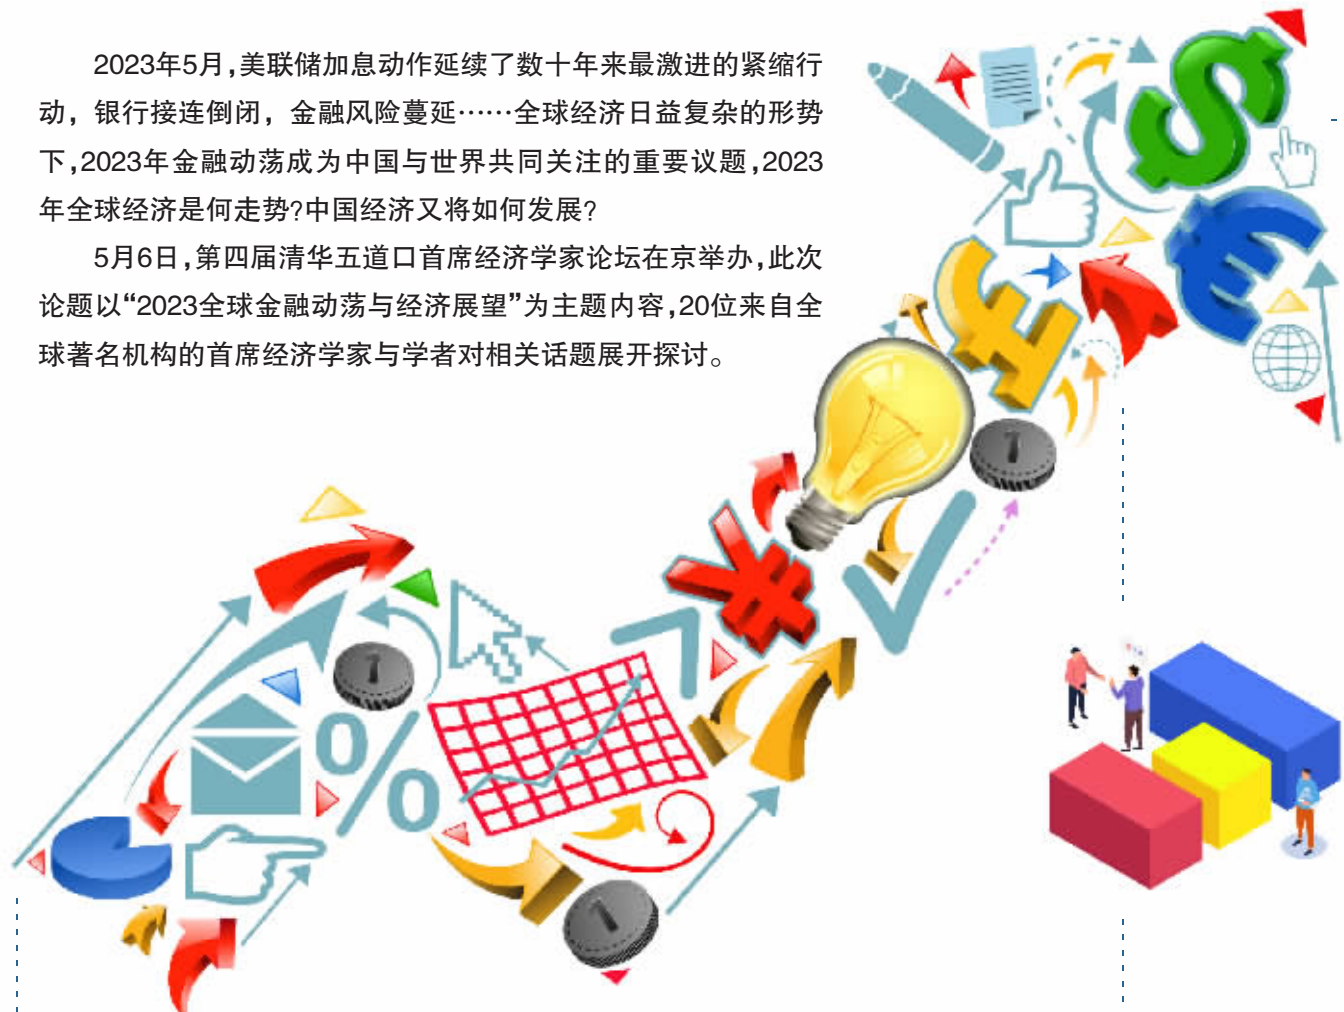 2023年5月,美联储加息动作延续了数十年来最激进的紧缩行
动，银行接连倒闭，金融风险蔓延……全球经济日益复杂的形势
下,2023年金融动荡成为中国与世界共同关注的重要议题,2023
年全球经济是何走势?中国经济又将如何发展?
5月6日,第四届清华五道口首席经济学家论坛在京举办,此次
论题以“2023全球金融动荡与经济展望”为主题内容,20位来自全
球著名机构的首席经济学家与学者对相关话题展开探讨。
$
€
£
1
¥
1
%
1